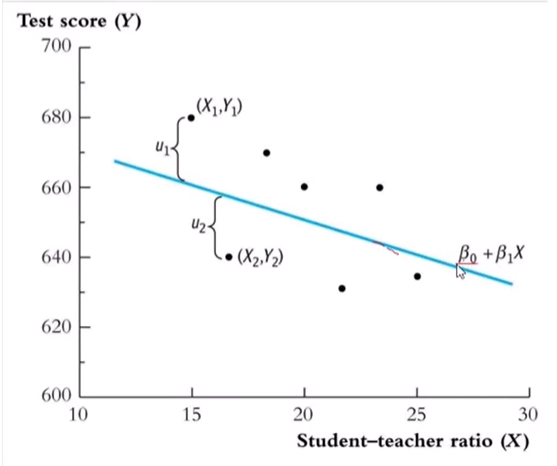 Test score (Y)
700
680
660
640
620
600
(X₁,Y₁)
u₁
u₂
(X₂,Y₂)
β₀ +β₁X
10 15 20 25 30
Student–teacher ratio (X)